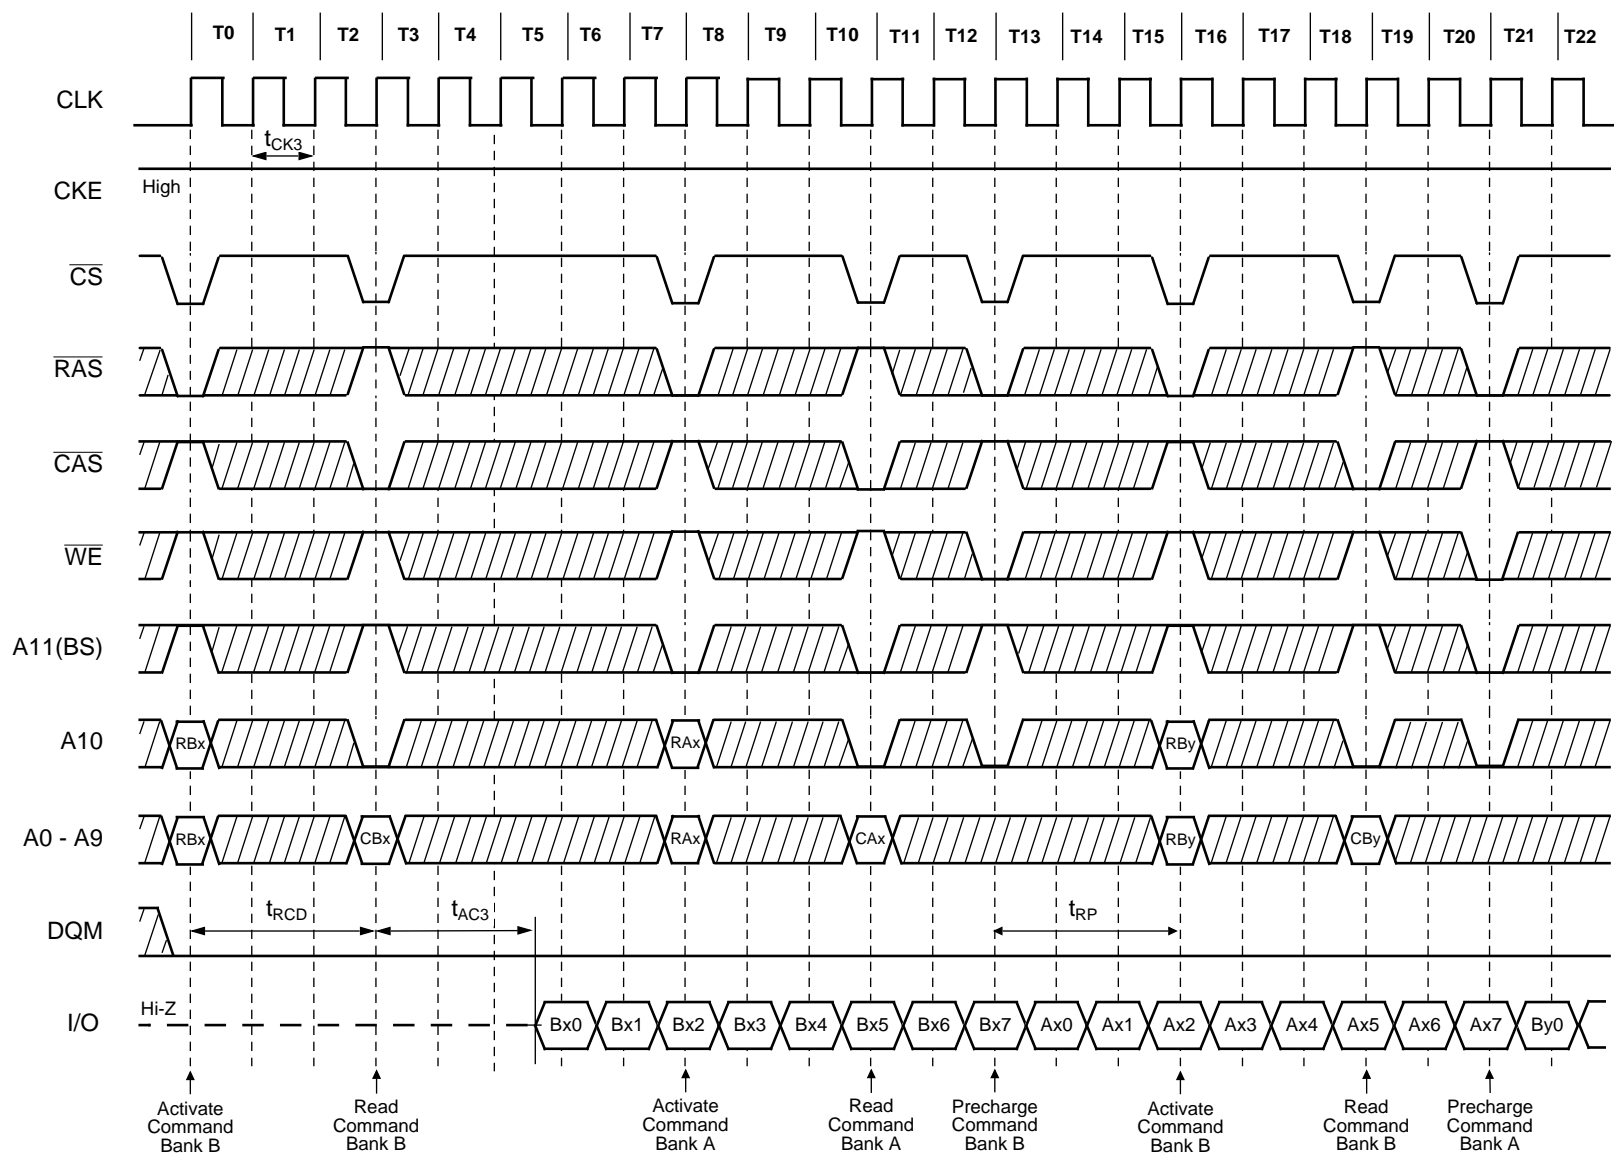 T0 T1 T2 T3 T4 T5 T6 T7 T8 T9 T10 T11 T12 T13 T14 T15 T16 T17 T18 T19 T20 T21 T22
CLK
tCK3
CKE High
CS
RAS
CAS
WE
A11(BS)
A10 RBx RAx RBy
A0 - A9 RBx CBx RAx CAx RBy CBy
DQM tRCD tAC3 tRP
I/O Hi-Z Bx0 Bx1 Bx2 Bx3 Bx4 Bx5 Bx6 Bx7 Ax0 Ax1 Ax2 Ax3 Ax4 Ax5 Ax6 Ax7 By0
Activate
Command
Bank B
Read
Command
Bank B
Activate
Command
Bank A
Read
Command
Bank A
Precharge
Command
Bank B
Activate
Command
Bank B
Read
Command
Bank B
Precharge
Command
Bank A